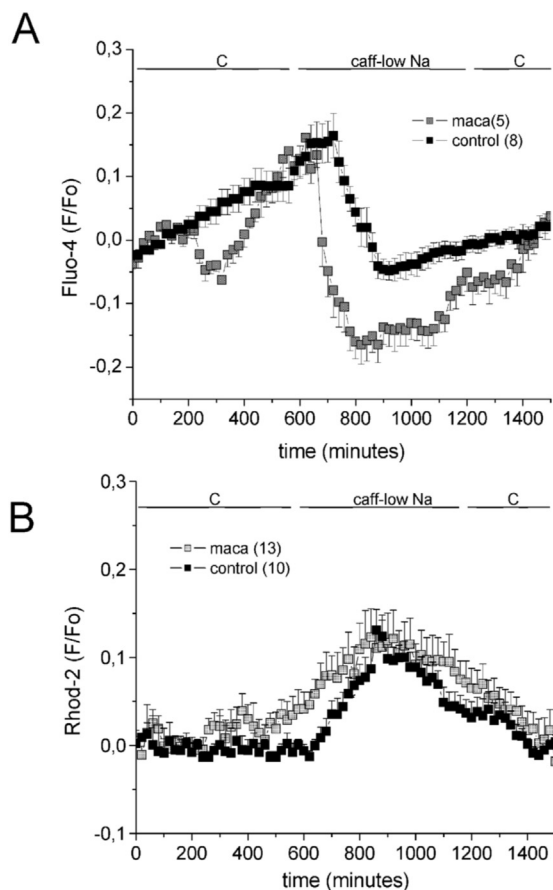 A
0,3
0,2
0,1
0,0
-0,1
-0,2
Fluo-4 (F/Fo)
C
caff-low Na
C
maca(5)
control (8)
0
200
400
600
800
1000
1200
1400
time (minutes)
B
0,3
0,2
0,1
0,0
-0,1
Rhod-2 (F/Fo)
C
caff-low Na
C
maca (13)
control (10)
0
200
400
600
800
1000
1200
1400
time (minutes)